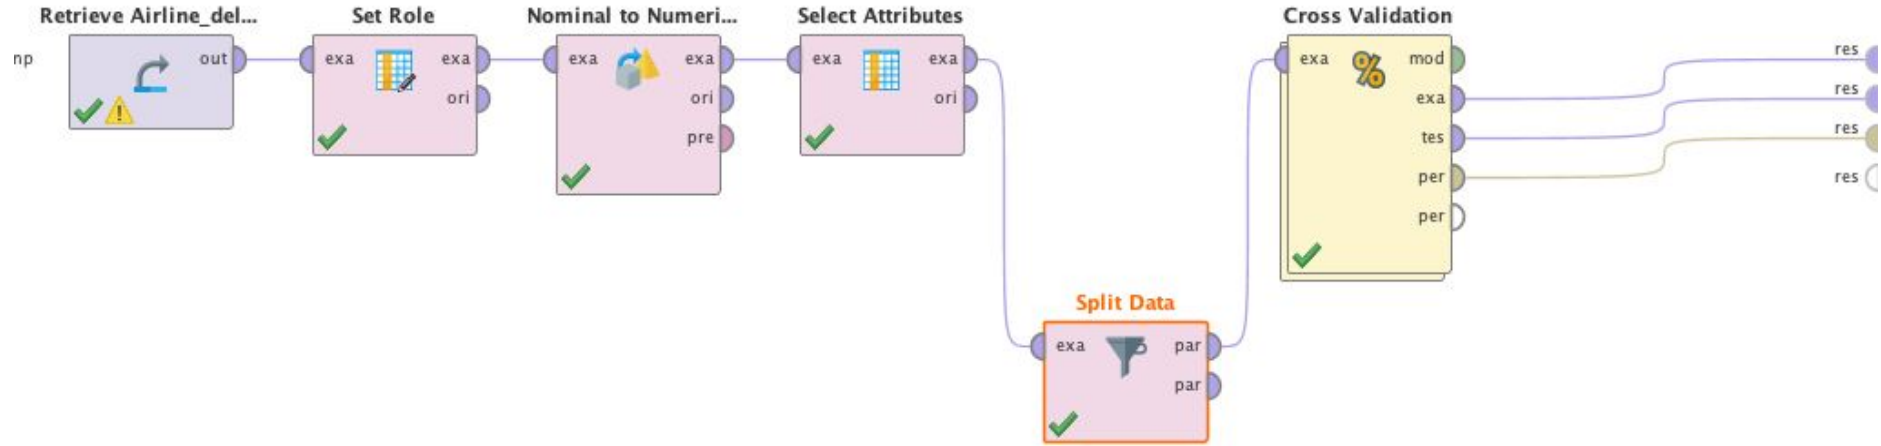 Retrieve Airline_del...
Set Role
Nominal to Numeri...
Select Attributes
Cross Validation
np
out
exa
exa
ori
exa
exa
ori
pre
exa
exa
ori
exa
mod
exa
tes
per
per
res
res
res
res
Split Data
exa
par
par